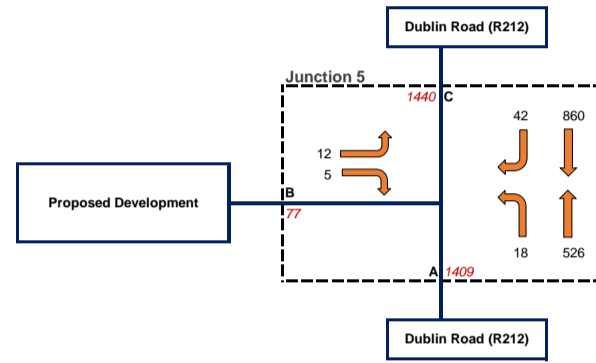 Dublin Road (R212)
Junction 5
1440 C
42 860
12
5
Proposed Development
B
77
18 526
A 1409
Dublin Road (R212)